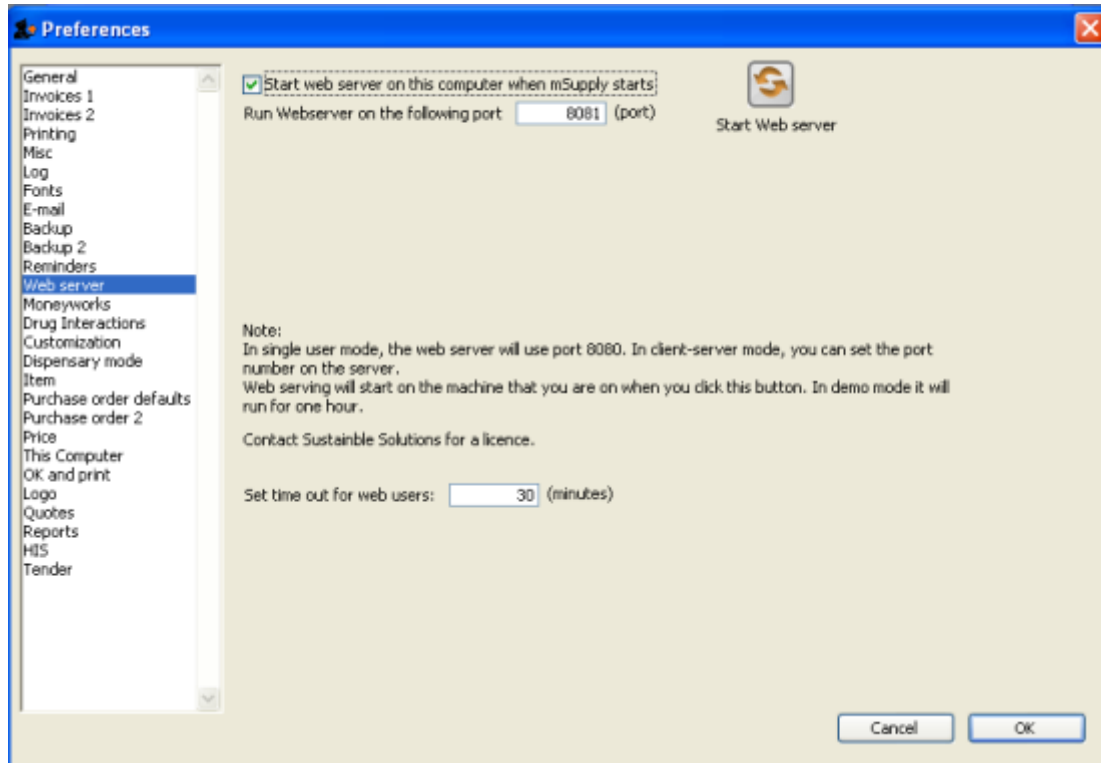 Preferences
General
Invoices 1
Invoices 2
Printing
Misc
Log
Fonts
E-mail
Backup
Backup 2
Reminders
Web server
Moneyworks
Drug Interactions
Customization
Dispensary mode
Item
Purchase order defaults
Purchase order 2
Price
This Computer
OK and print
Logo
Quotes
Reports
HIS
Tender
Start web server on this computer when mSupply starts
Run Webserver on the following port 8081 (port)
Start Web server
Note:
In single user mode, the web server will use port 8080. In client-server mode, you can set the port
number on the server.
Web serving will start on the machine that you are on when you click this button. In demo mode it will
run for one hour.
Contact Sustainble Solutions for a licence.
Set time out for web users: 30 (minutes)
Cancel OK